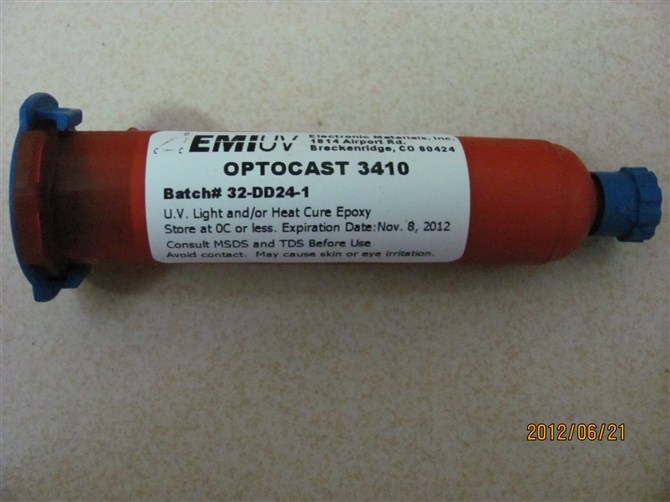 EMIUV
Electronic Materials, Inc.
1814 Airport Rd.
Breckenridge, CO 80424
OPTOCAST 3410
Batch# 32-DD24-1
U.V. Light and/or Heat Cure Epoxy
Store at 0C or less. Expiration Date:Nov. 8, 2012
Consult MSDS and TDS Before Use
Avoid contact. May cause skin or eye irritation.
2012/06/21